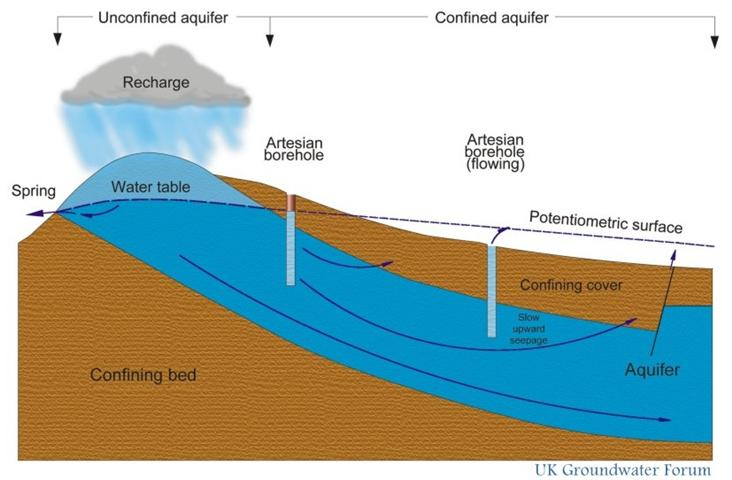 Unconfined aquifer
Confined aquifer
Recharge
Artesian
borehole
Artesian
borehole
(flowing)
Spring
Water table
Potentiometric surface
Confining cover
Slow
upward
seepage
Aquifer
Confining bed
UK Groundwater Forum